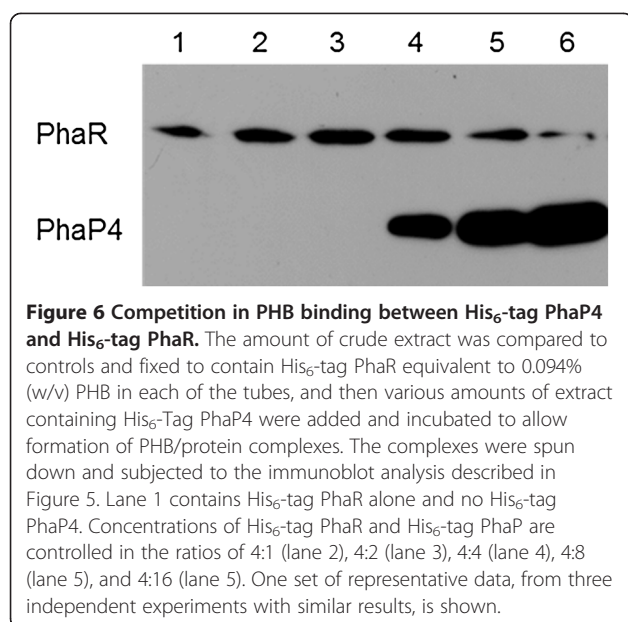 1 2 3 4 5 6
PhaR
PhaP4
Figure 6 Competition in PHB binding between His₆-tag PhaP4
and His₆-tag PhaR. The amount of crude extract was compared to
controls and fixed to contain His₆-tag PhaR equivalent to 0.094%
(w/v) PHB in each of the tubes, and then various amounts of extract
containing His₆-Tag PhaP4 were added and incubated to allow
formation of PHB/protein complexes. The complexes were spun
down and subjected to the immunoblot analysis described in
Figure 5. Lane 1 contains His₆-tag PhaR alone and no His₆-tag
PhaP4. Concentrations of His₆-tag PhaR and His₆-tag PhaP are
controlled in the ratios of 4:1 (lane 2), 4:2 (lane 3), 4:4 (lane 4), 4:8
(lane 5), and 4:16 (lane 5). One set of representative data, from three
independent experiments with similar results, is shown.